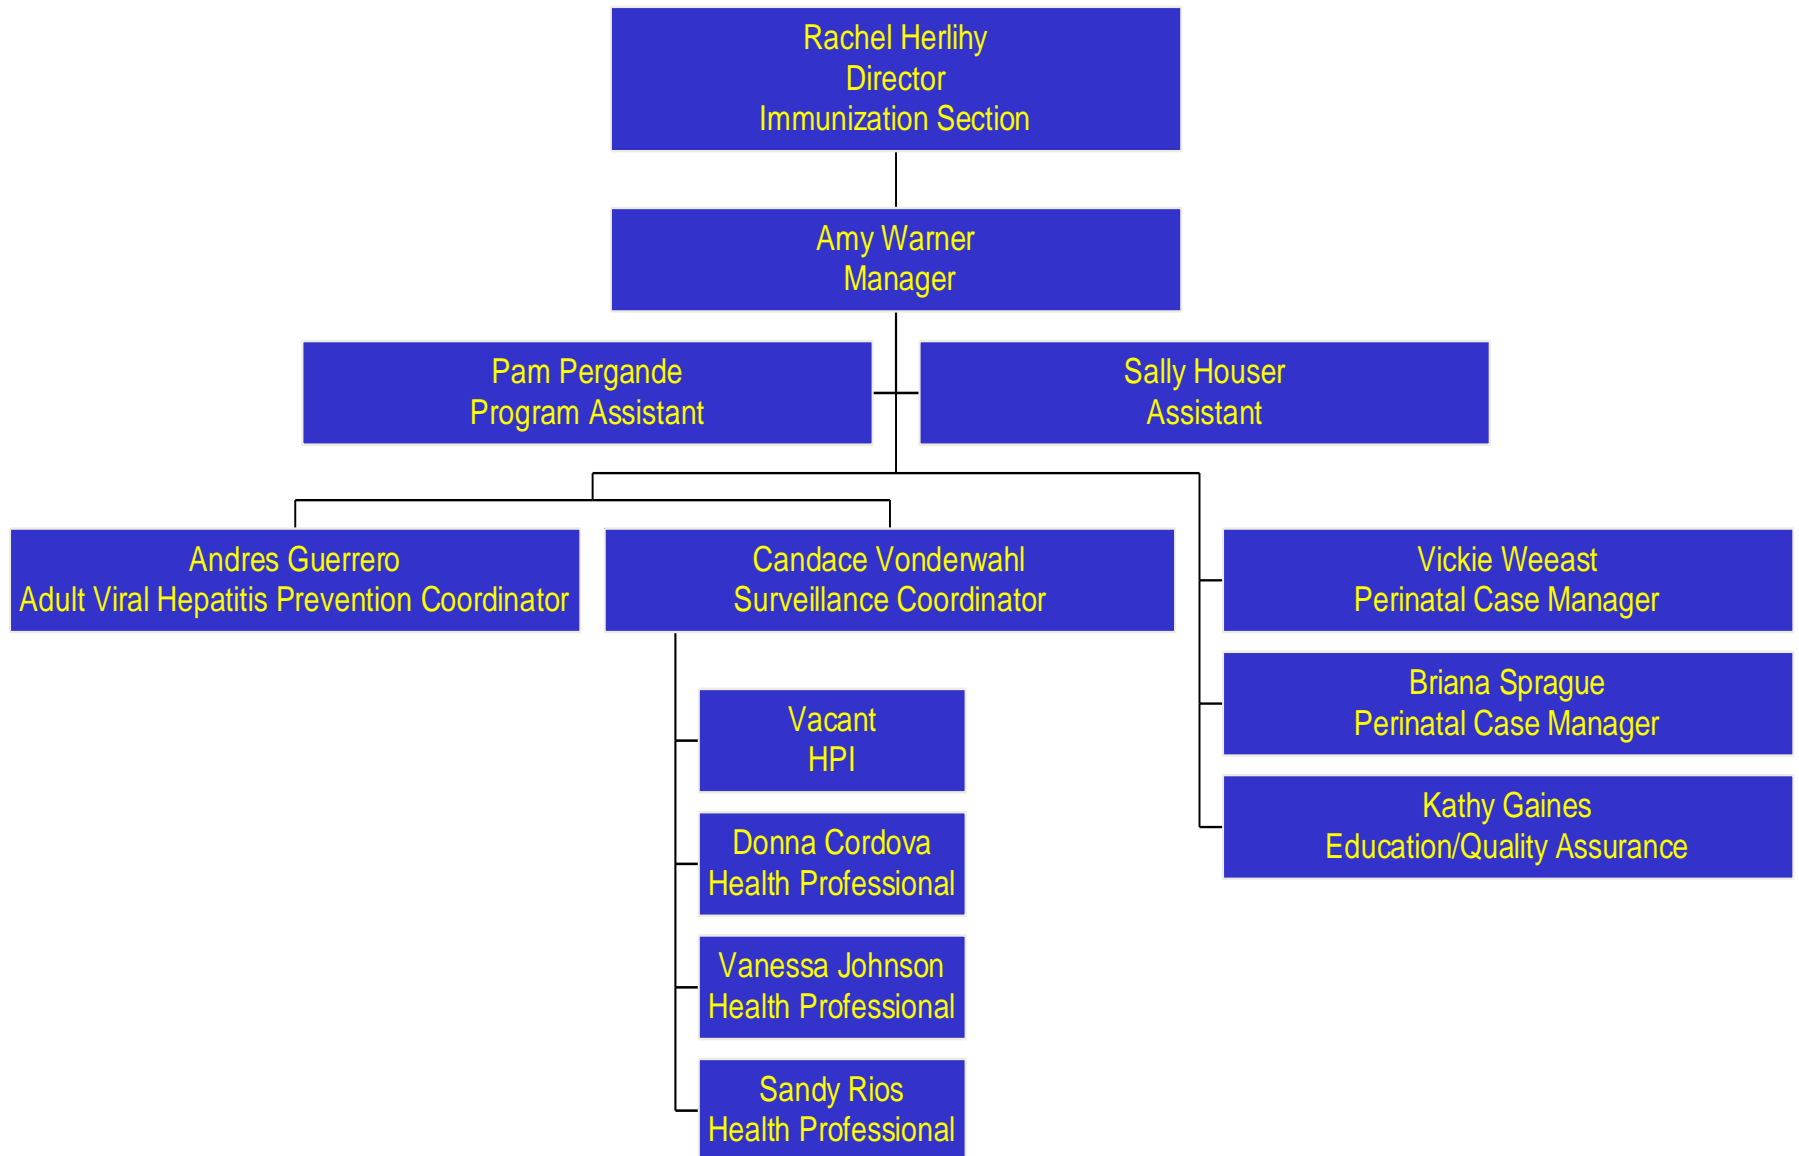 Rachel Herlihy
Director
Immunization Section
Amy Warner
Manager
Pam Pergande
Program Assistant
Sally Houser
Assistant
Andres Guerrero
Adult Viral Hepatitis Prevention Coordinator
Candace Vonderwahl
Surveillance Coordinator
Vacant
HPI
Donna Cordova
Health Professional
Vanessa Johnson
Health Professional
Sandy Rios
Health Professional
Vickie Weeast
Perinatal Case Manager
Briana Sprague
Perinatal Case Manager
Kathy Gaines
Education/Quality Assurance